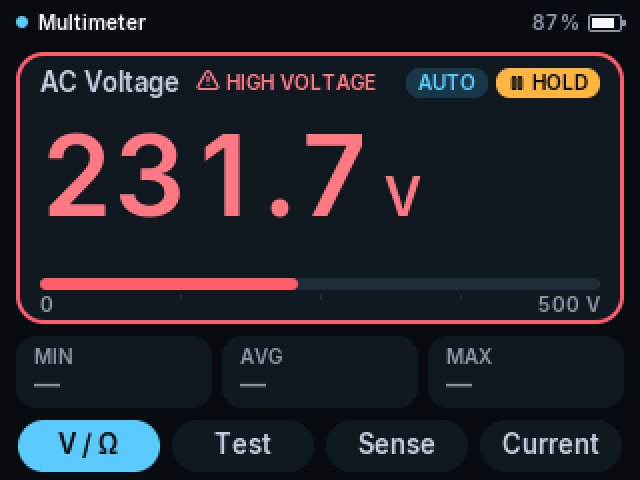 Multimeter 87%
AC Voltage HIGH VOLTAGE AUTO HOLD
231.7 V
0 500 V
MIN AVG MAX
— — —
V / Ω Test Sense Current